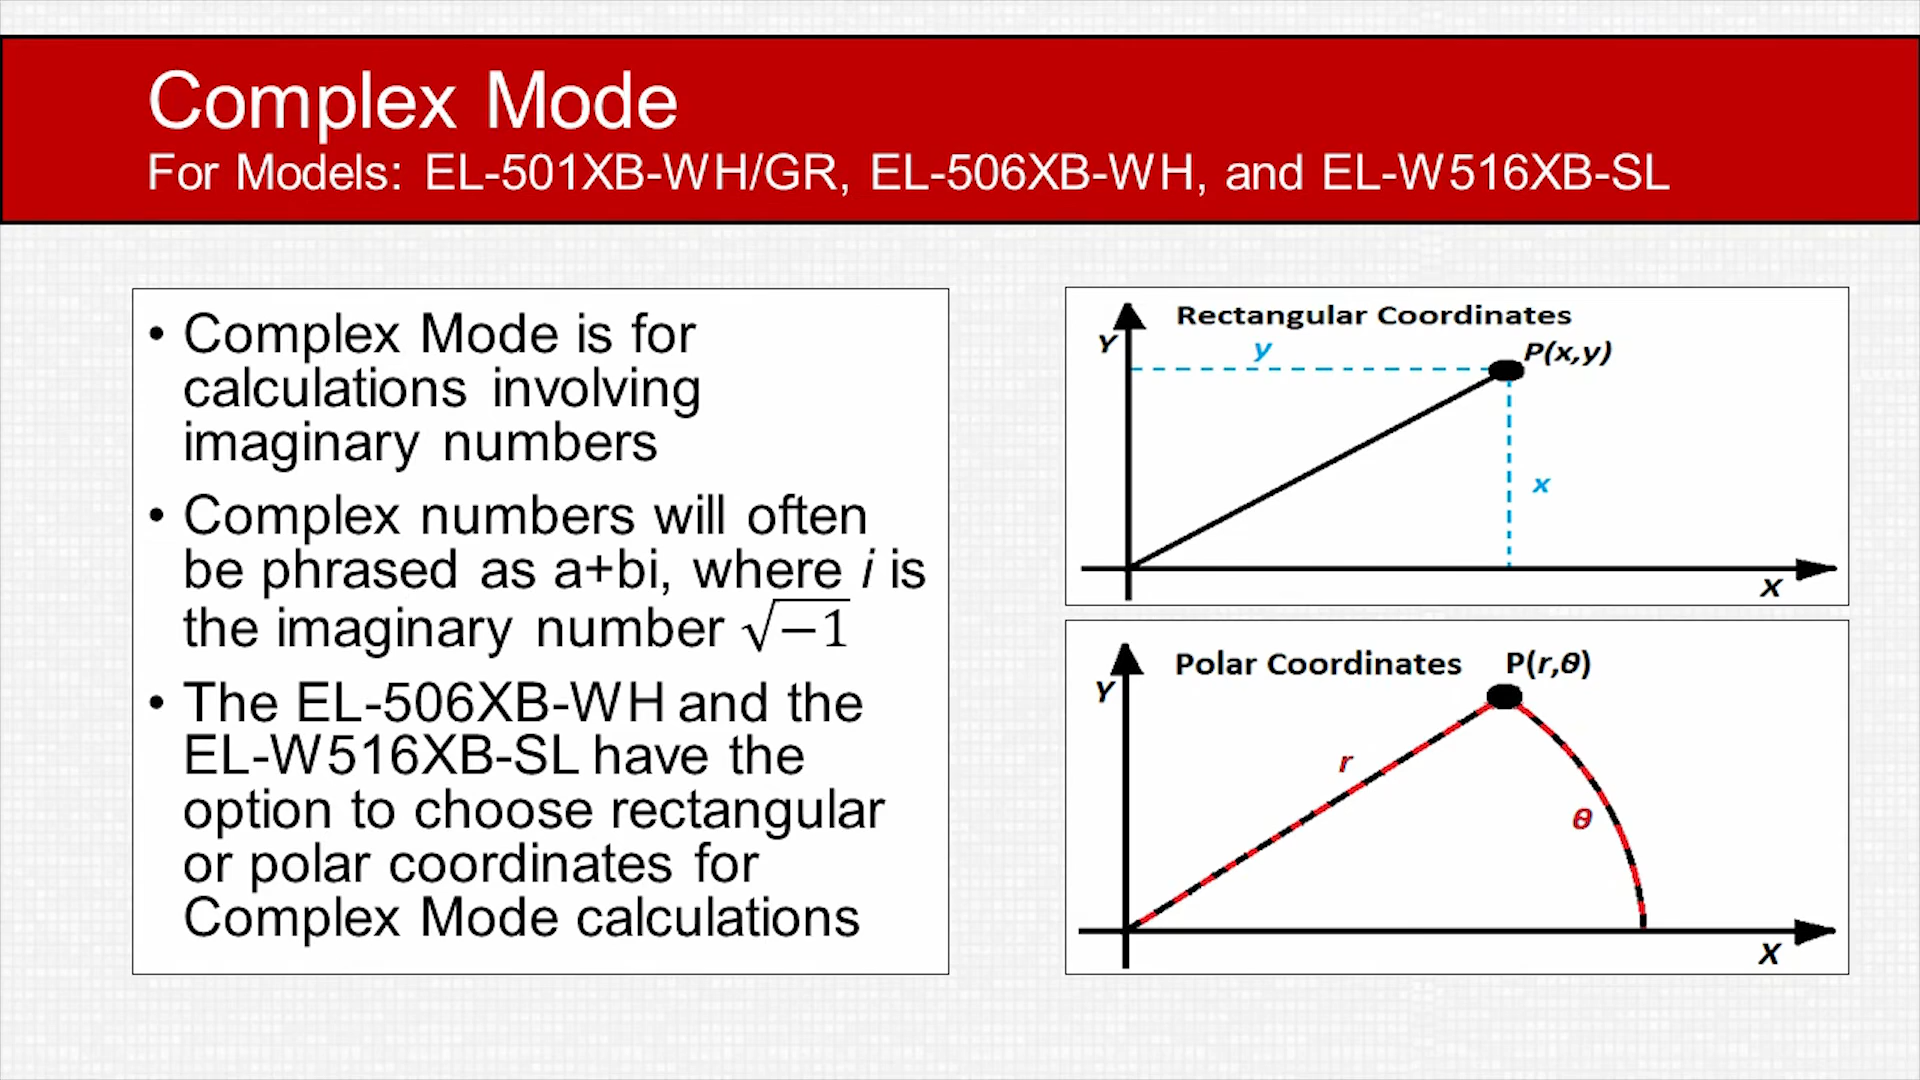 Complex Mode
For Models: EL-501XB-WH/GR, EL-506XB-WH, and EL-W516XB-SL
• Complex Mode is for
calculations involving
imaginary numbers
• Complex numbers will often
be phrased as a+bi, where i is
the imaginary number √−1
• The EL-506XB-WH and the
EL-W516XB-SL have the
option to choose rectangular
or polar coordinates for
Complex Mode calculations
Rectangular Coordinates
Y
y
P(x,y)
x
X
Polar Coordinates P(r,θ)
Y
r
θ
X